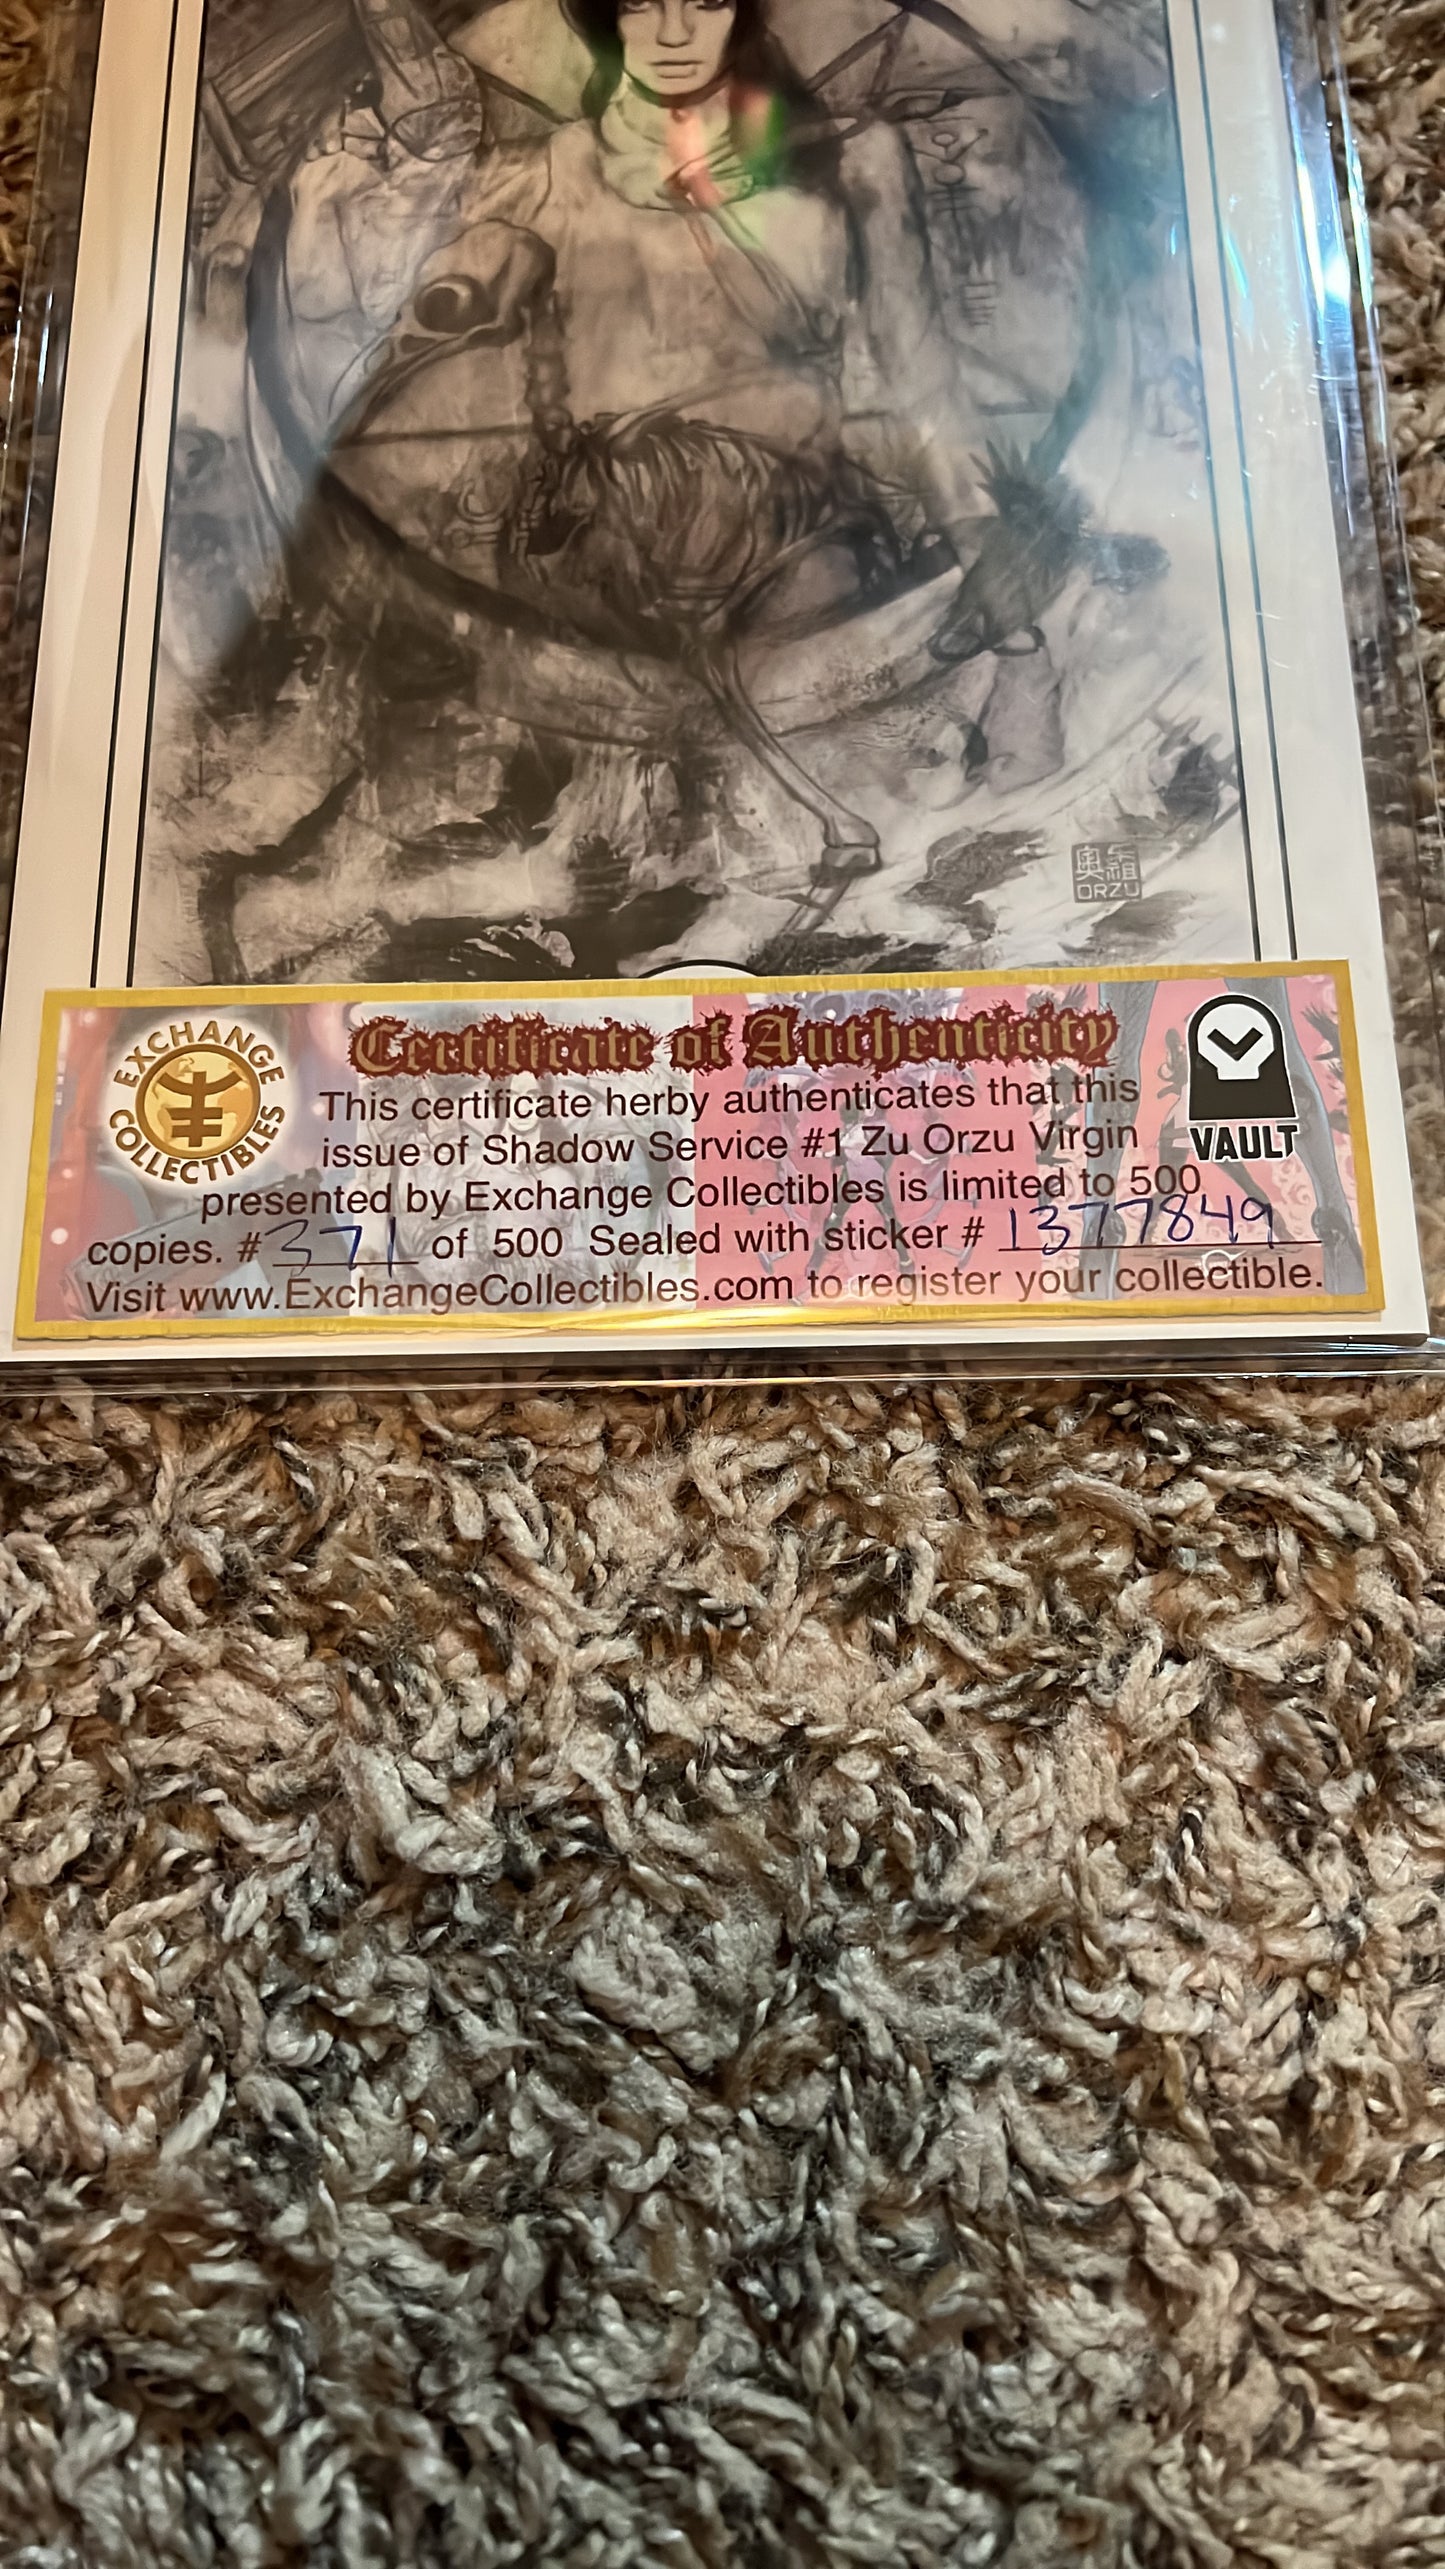 奧祖
ORZU
EXCHANGE
COLLECTIBLES
Certificate of Authenticity
VAULT
This certificate herby authenticates that this
issue of Shadow Service #1 Zu Orzu Virgin
presented by Exchange Collectibles is limited to 500
copies. # 371 of 500 Sealed with sticker # 1377849
Visit www.ExchangeCollectibles.com to register your collectible.